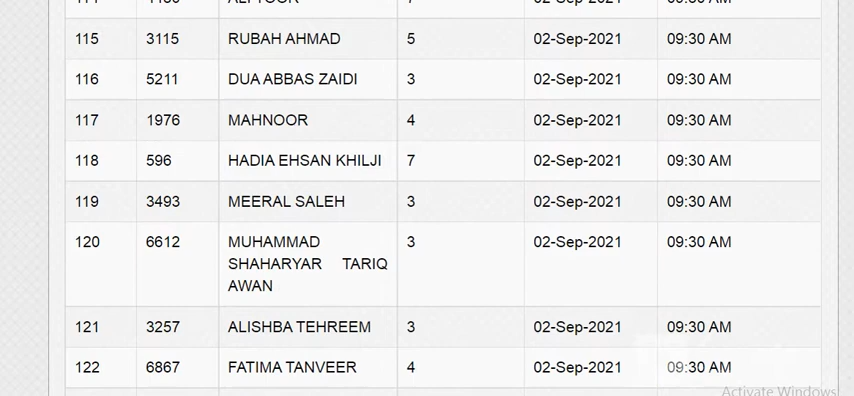 115 3115 RUBAH AHMAD 5 02-Sep-2021 09:30 AM
116 5211 DUA ABBAS ZAIDI 3 02-Sep-2021 09:30 AM
117 1976 MAHNOOR 4 02-Sep-2021 09:30 AM
118 596 HADIA EHSAN KHILJI 7 02-Sep-2021 09:30 AM
119 3493 MEERAL SALEH 3 02-Sep-2021 09:30 AM
120 6612 MUHAMMAD 3 02-Sep-2021 09:30 AM
SHAHARYAR TARIQ
AWAN
121 3257 ALISHBA TEHREEM 3 02-Sep-2021 09:30 AM
122 6867 FATIMA TANVEER 4 02-Sep-2021 09:30 AM
Activate Windows